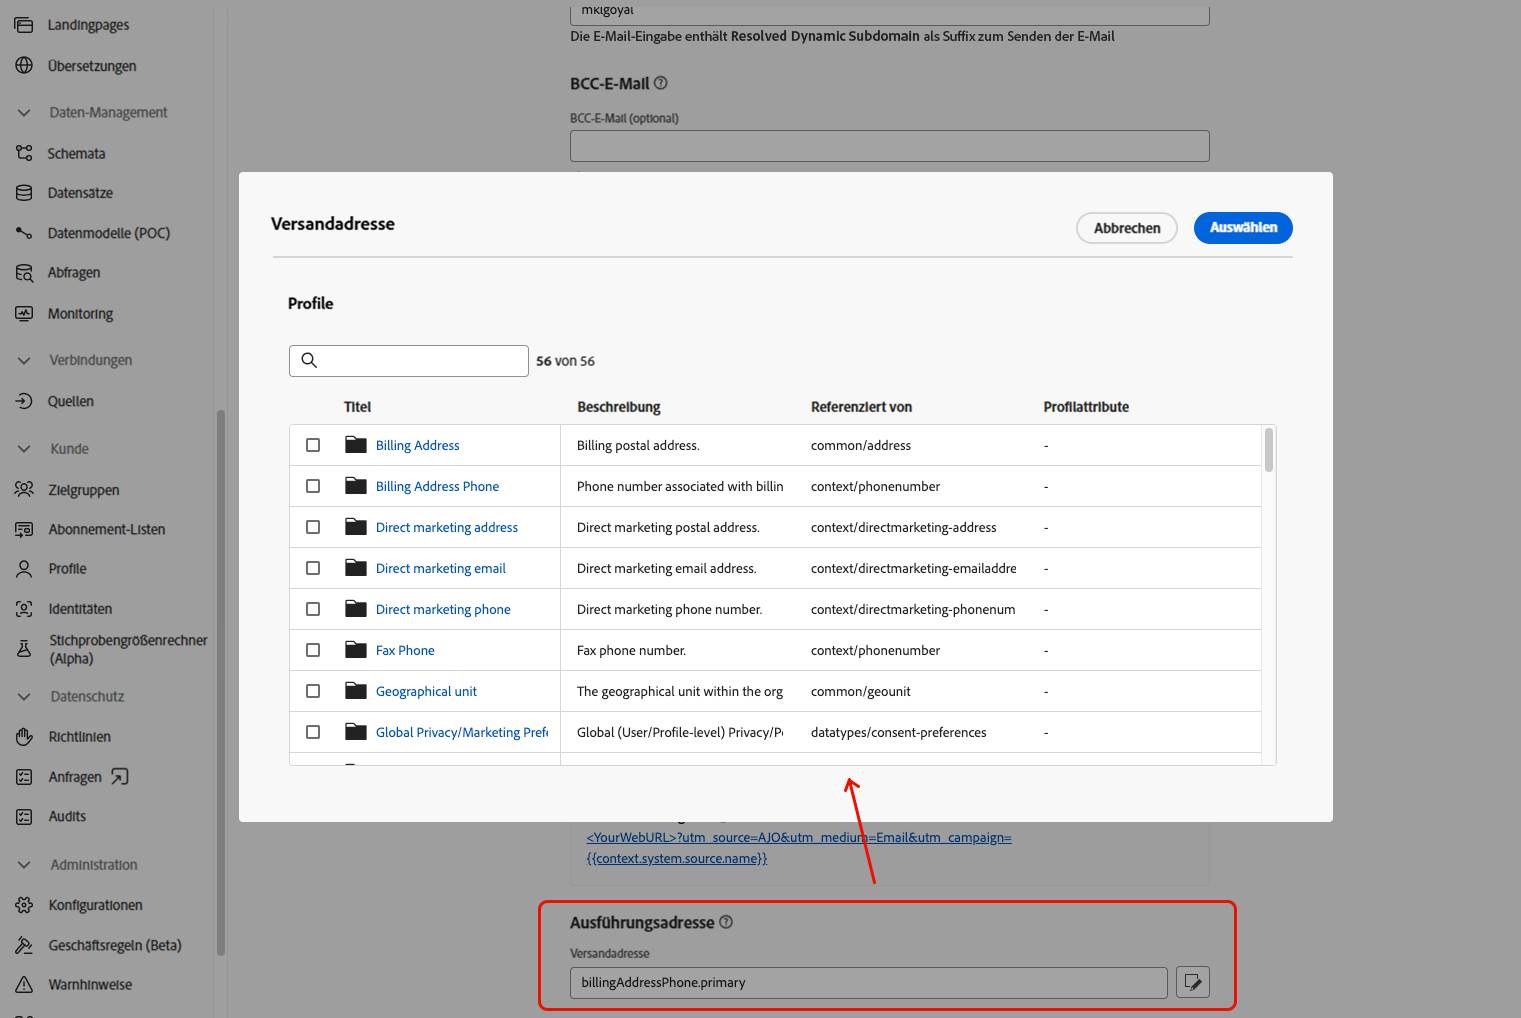 Landingpages
Übersetzungen
Daten-Management
Schemata
Datensätze
Datenmodelle (POC)
Abfragen
Monitoring
Verbindungen
Quellen
Kunde
Zielgruppen
Abonnement-Listen
Profile
Identitäten
Stichprobengrößenrechner
(Alpha)
Datenschutz
Richtlinien
Anfragen
Audits
Administration
Konfigurationen
Geschäftsregeln (Beta)
Warnhinweise
mklgoyal
Die E-Mail-Eingabe enthält Resolved Dynamic Subdomain als Suffix zum Senden der E-Mail
BCC-E-Mail
BCC-E-Mail (optional)
Versandadresse
Abbrechen
Auswählen
Profile
56 von 56
Titel Beschreibung Referenziert von Profilattribute
Billing Address Billing postal address. common/address -
Billing Address Phone Phone number associated with billin context/phonenumber -
Direct marketing address Direct marketing postal address. context/directmarketing-address -
Direct marketing email Direct marketing email address. context/directmarketing-emailaddre -
Direct marketing phone Direct marketing phone number. context/directmarketing-phonenum -
Fax Phone Fax phone number. context/phonenumber -
Geographical unit The geographical unit within the org common/geounit -
Global Privacy/Marketing Prefe Global (User/Profile-level) Privacy/P datatypes/consent-preferences -
<YourWebURL>?utm_source=AJO&utm_medium=Email&utm_campaign=
{{context.system.source.name}}
Ausführungsadresse
Versandadresse
billingAddressPhone.primary